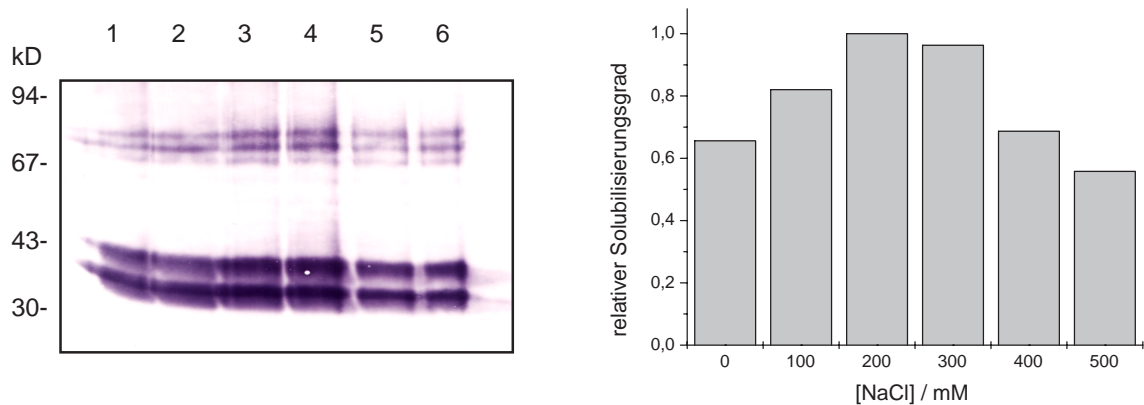 1 2 3 4 5 6
kD
94-
67-
43-
30-
relativer Solubilisierungsgrad
1,0
0,8
0,6
0,4
0,2
0,0
0 100 200 300 400 500
[NaCl] / mM